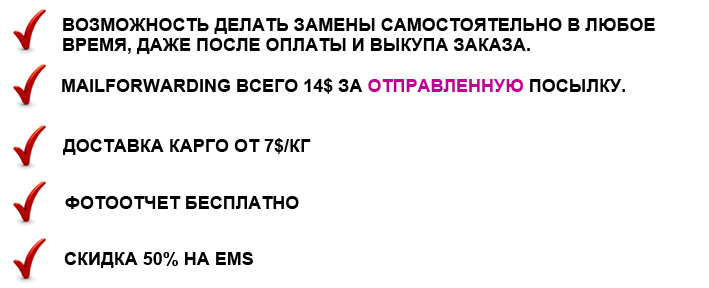 ВОЗМОЖНОСТЬ ДЕЛАТЬ ЗАМЕНЫ САМОСТОЯТЕЛЬНО В ЛЮБОЕ
ВРЕМЯ, ДАЖЕ ПОСЛЕ ОПЛАТЫ И ВЫКУПА ЗАКАЗА.
MAILFORWARDING ВСЕГО 14$ ЗА ОТПРАВЛЕННУЮ ПОСЫЛКУ.
ДОСТАВКА КАРГО ОТ 7$/КГ
ФОТООТЧЕТ БЕСПЛАТНО
СКИДКА 50% НА EMS